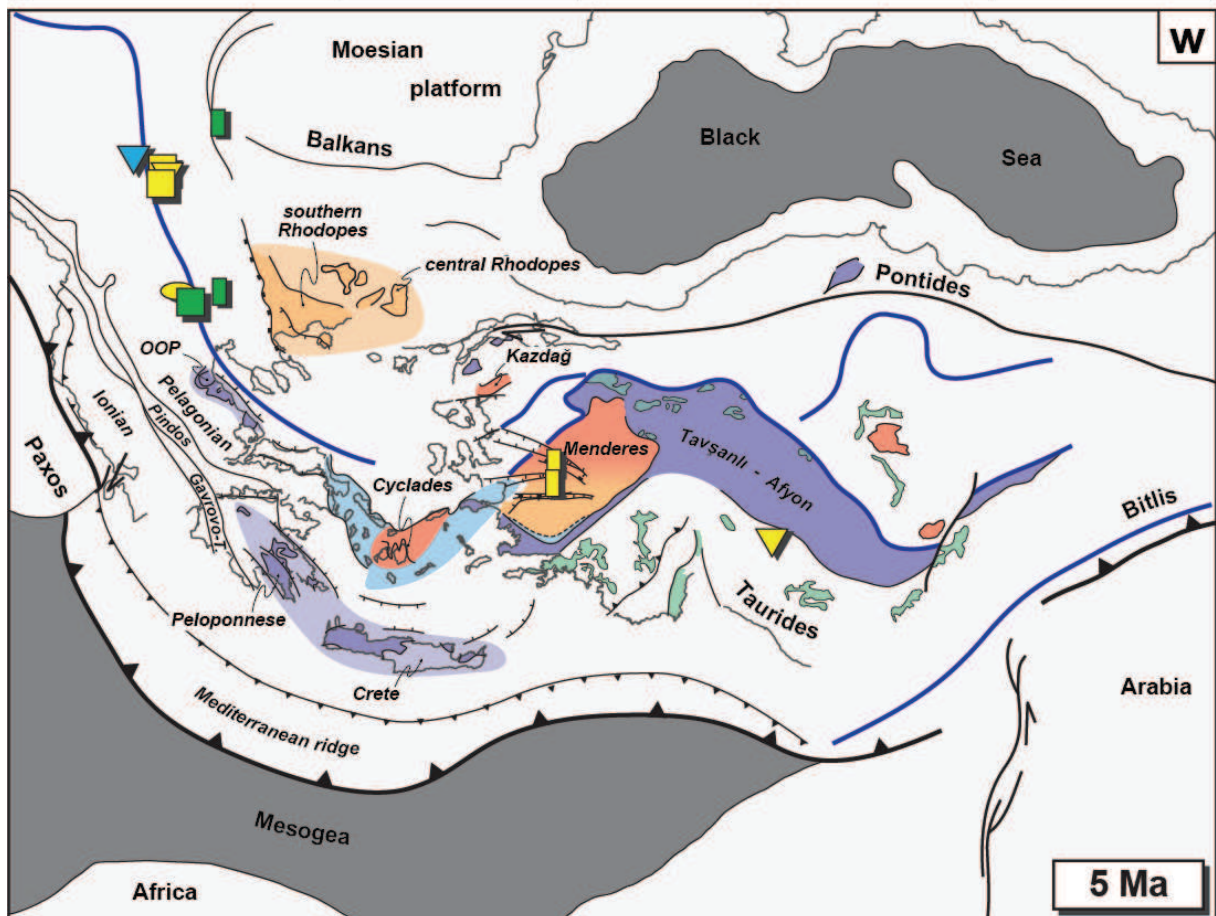 W
Moesian
platform
Balkans
Black
Sea
southern
Rhodopes
central Rhodopes
Pontides
OOP
Kazdağ
Pelagonian
Ionian
Pindos
Paxos
Gavrovo-T.
Menderes
Tavşanlı - Afyon
Cyclades
Bitlis
Peloponnese
Taurides
Crete
Arabia
Mediterranean ridge
Mesogea
Africa
5 Ma